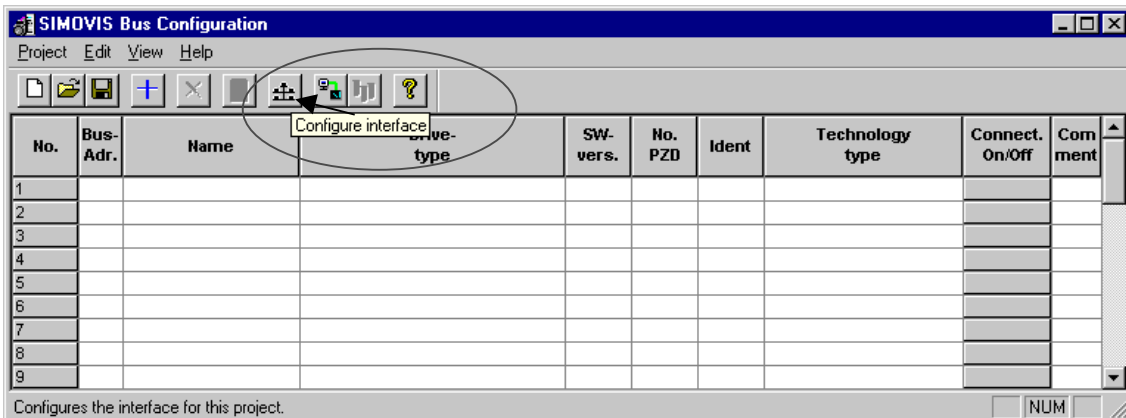 SIMOVIS Bus Configuration
Project Edit View Help
Configure interface
No. Bus- Adr. Name type SW- vers. No. PZD Ident Technology type Connect. On/Off Com ment
1
2
3
4
5
6
7
8
9
Configures the interface for this project. NUM